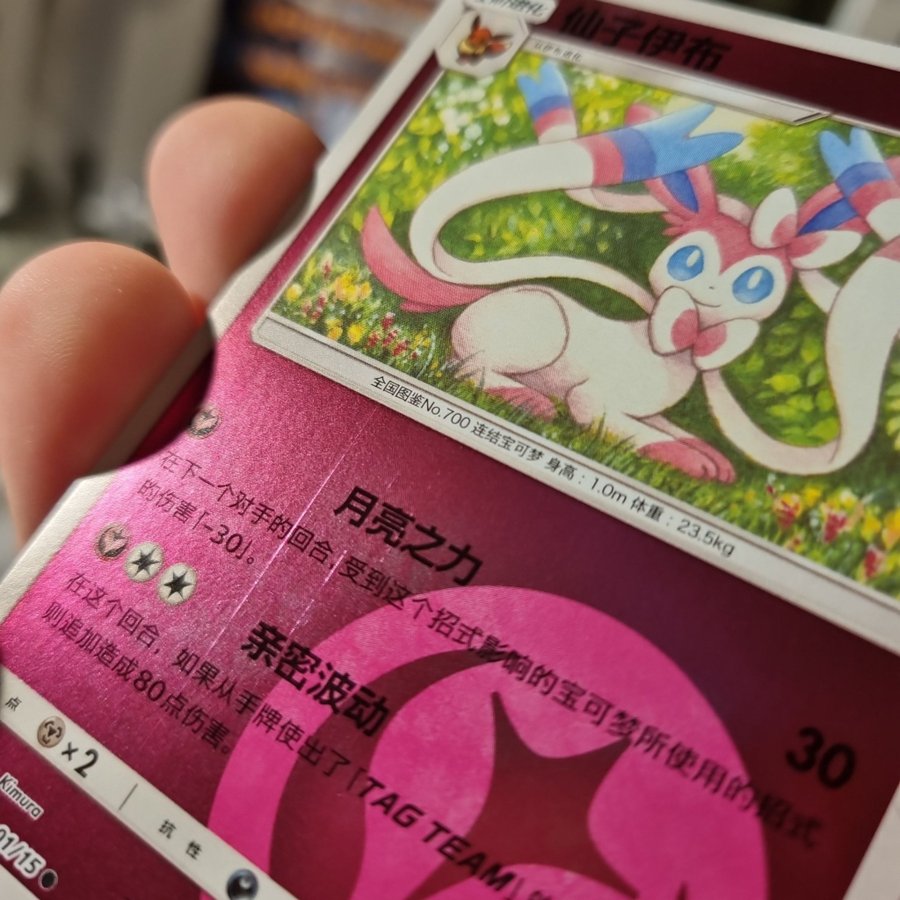 仙子伊布
全国图鉴No.700 连结宝可梦 身高：1.0m 体重：23.5kg
月亮之力
30
在下一个对手的回合，受到这个招式影响的宝可梦所使用的招式
的伤害「-30」。
亲密波动
在这个回合，如果从手牌使出了「TAG TEAM」的
则追加造成80点伤害。
点
×2
抗性
Kimura
01/15